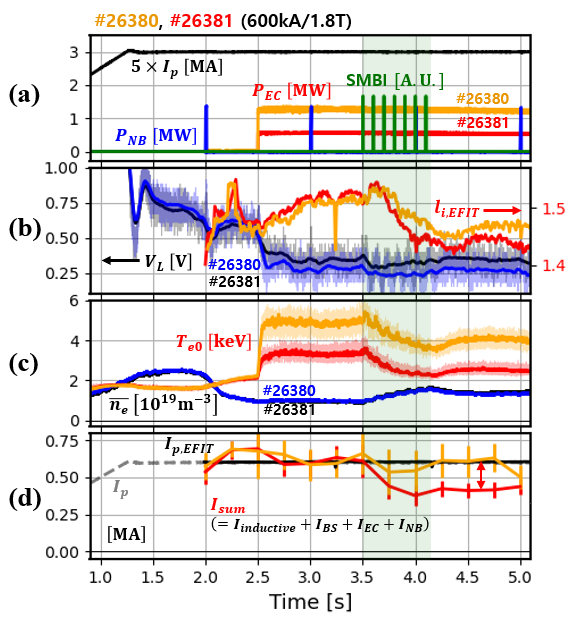 #26380, #26381 (600kA/1.8T)
(a)
3
2
1
0
5 × I_p [MA]
P_EC [MW]
SMBI [A.U.]
#26380
#26381
P_NB [MW]
(b)
1.00
0.75
0.50
0.25
l_i,EFIT
1.5
1.4
V_L [V]
#26380
#26381
(c)
6
4
2
0
T_e0 [keV]
n̅_e [10^19 m^−3]
#26380
#26381
(d)
0.75
0.50
0.25
0.00
I_p,EFIT
I_p
I_sum
(= I_inductive + I_BS + I_EC + I_NB)
[MA]
1.0 1.5 2.0 2.5 3.0 3.5 4.0 4.5 5.0
Time [s]